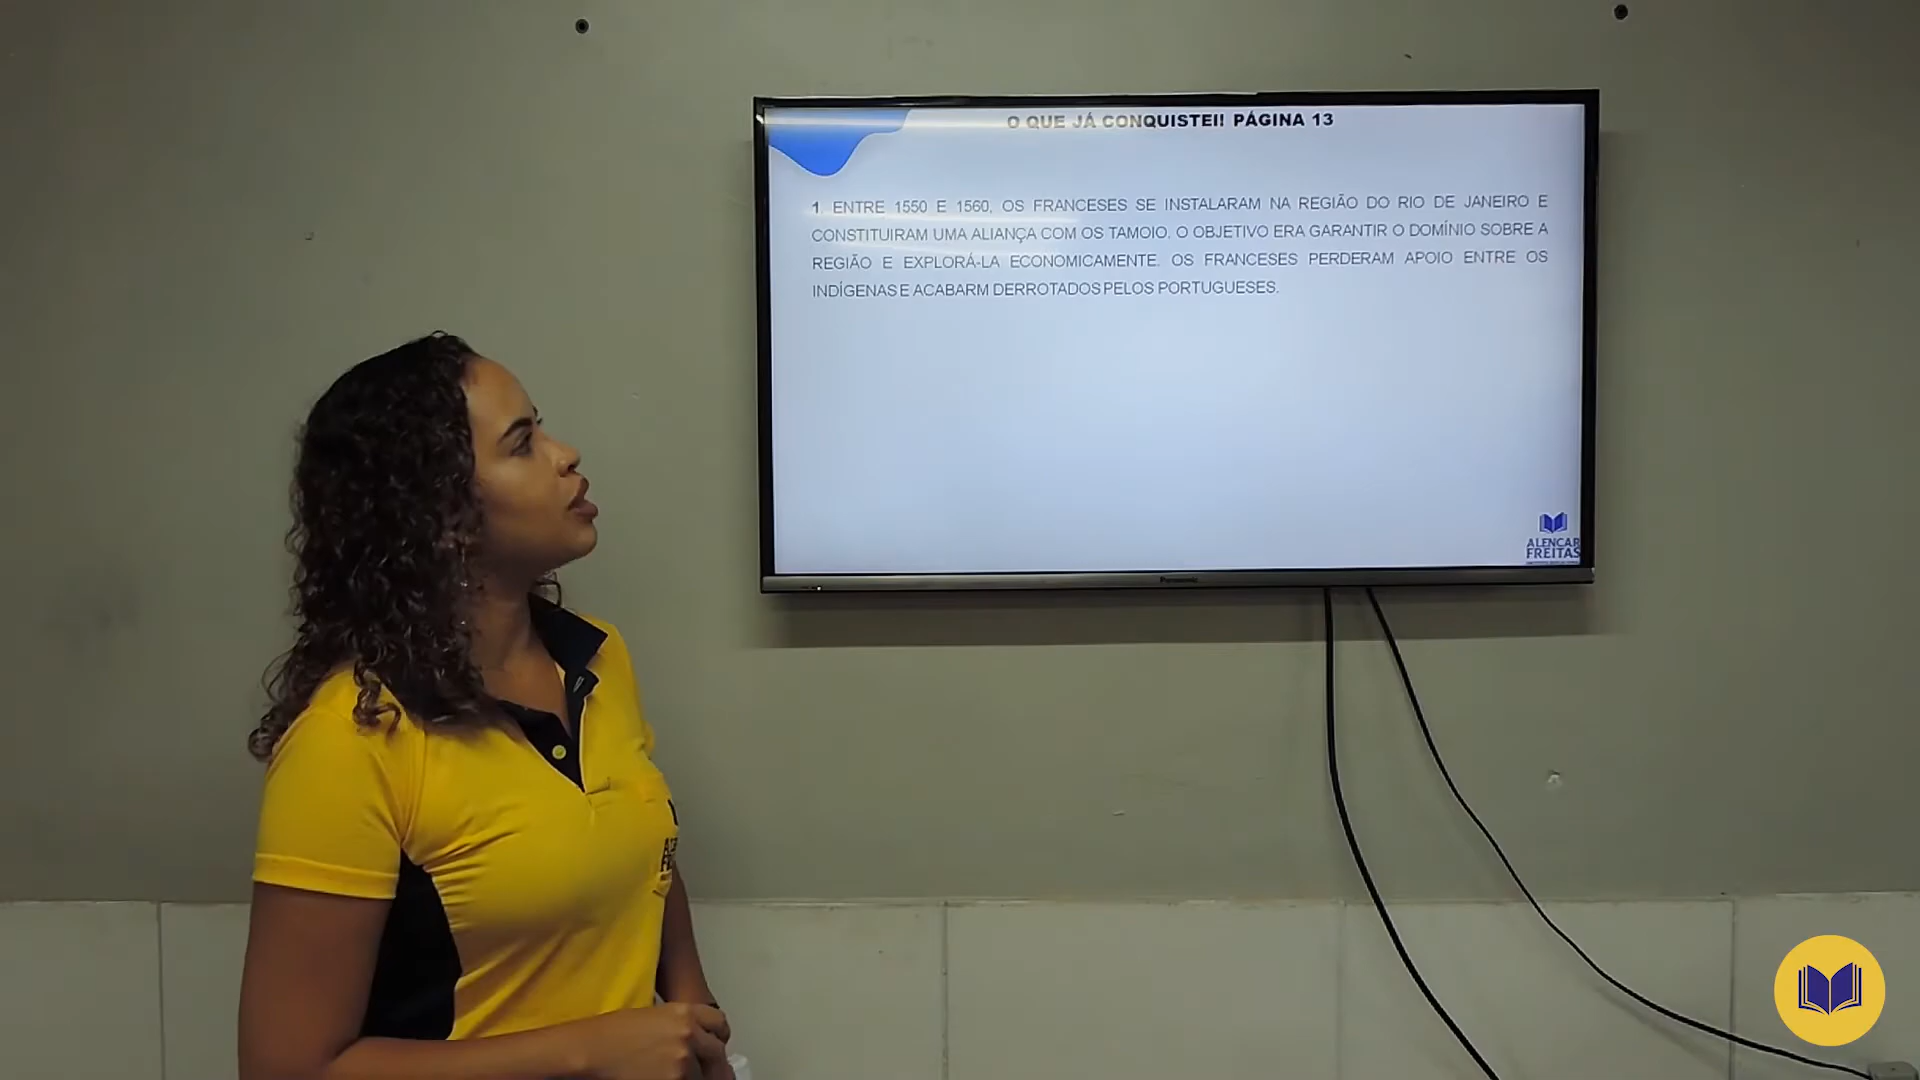 O QUE JÁ CONQUISTEI! PÁGINA 13
1. ENTRE 1550 E 1560, OS FRANCESES SE INSTALARAM NA REGIÃO DO RIO DE JANEIRO E
CONSTITUIRAM UMA ALIANÇA COM OS TAMOIO. O OBJETIVO ERA GARANTIR O DOMÍNIO SOBRE A
REGIÃO E EXPLORÁ-LA ECONOMICAMENTE. OS FRANCESES PERDERAM APOIO ENTRE OS
INDÍGENAS E ACABARM DERROTADOS PELOS PORTUGUESES.
ALENCAR
FREITAS
Panasonic